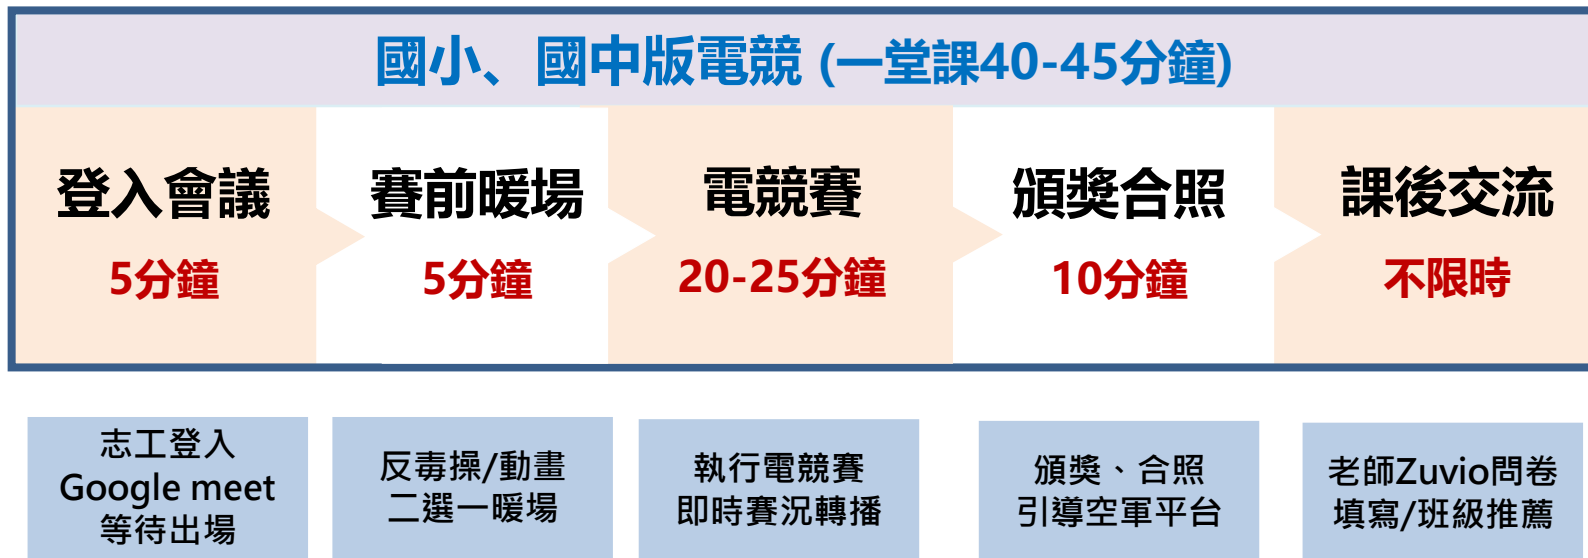 國小、國中版電競 (一堂課40-45分鐘)
登入會議
5分鐘
賽前暖場
5分鐘
電競賽
20-25分鐘
頒獎合照
10分鐘
課後交流
不限時
志工登入
Google meet
等待出場
反毒操/動畫
二選一暖場
執行電競賽
即時賽況轉播
頒獎、合照
引導空軍平台
老師Zuvio問卷
填寫/班級推薦